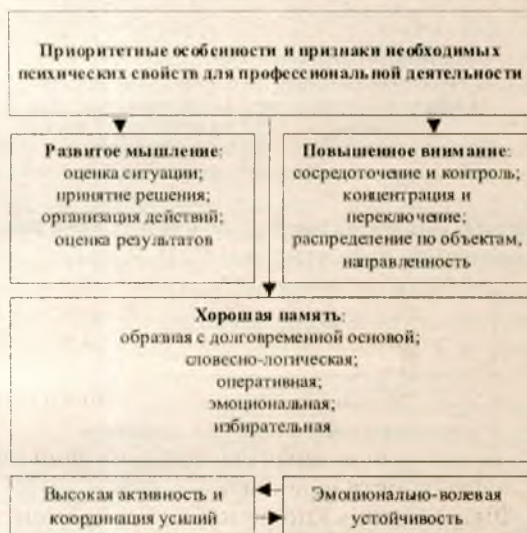 Приоритетные особенности и признаки необходимых
психических свойств для профессиональной деятельности
Развитое мышление:
оценка ситуации;
принятие решения;
организация действий;
оценка результатов
Повышенное внимание:
сосредоточение и контроль;
концентрация и
переключение;
распределение по объектам,
направленность
Хорошая память:
образная с долговременной основой;
словесно-логическая;
оперативная;
эмоциональная;
избирательная
Высокая активность и
координация усилий
Эмоционально-волевая
устойчивость